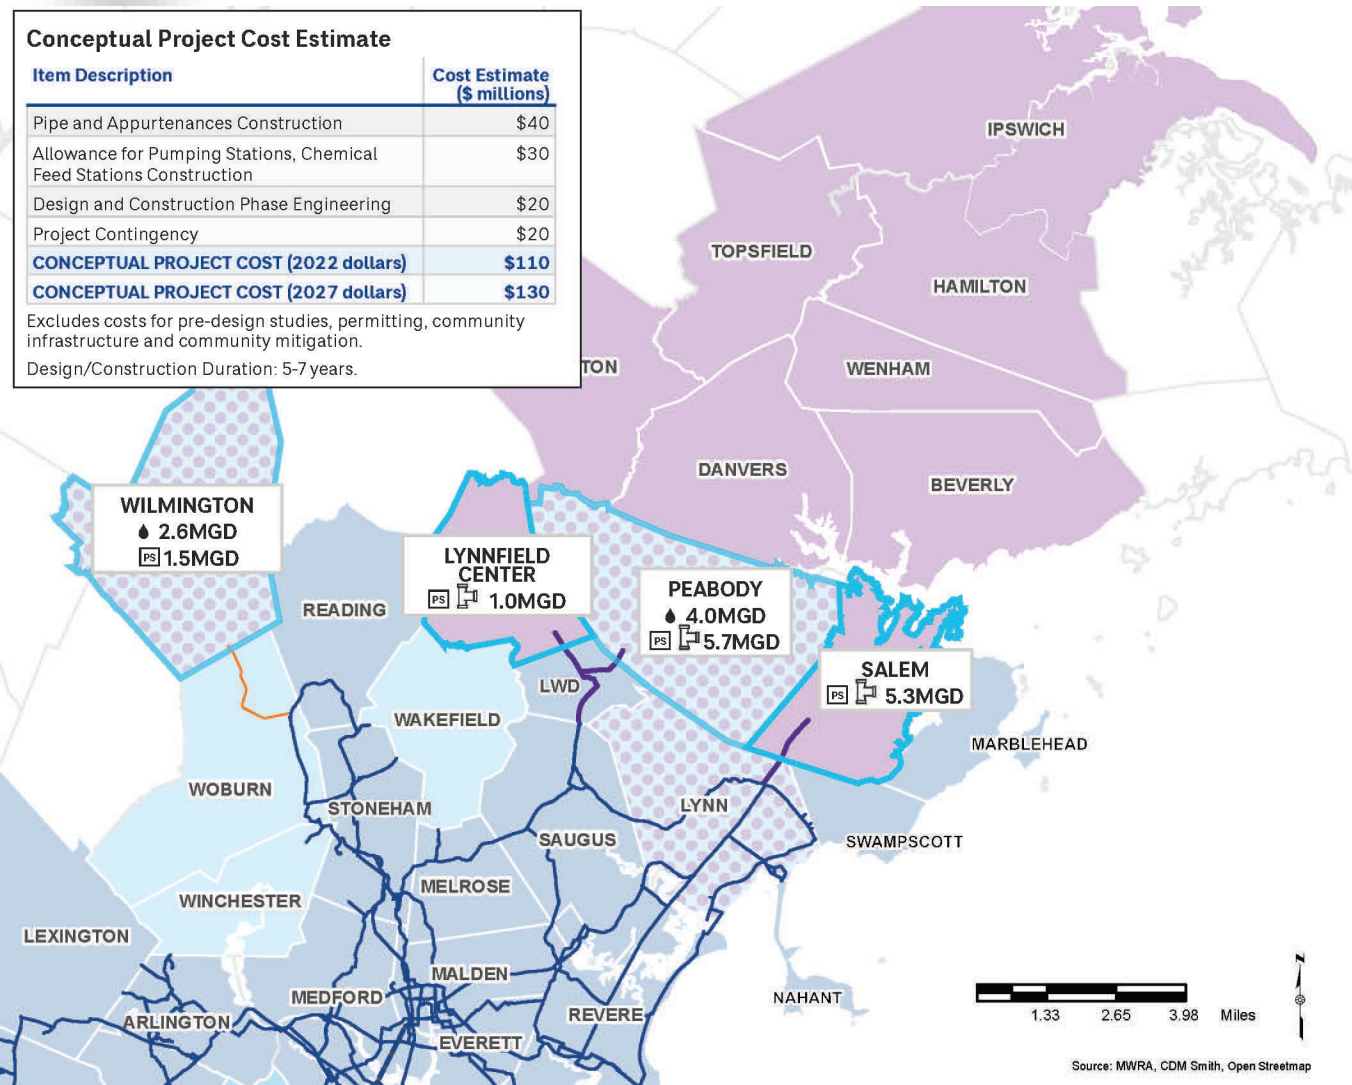 Conceptual Project Cost Estimate
Item Description
Cost Estimate
($ millions)
Pipe and Appurtenances Construction $40
Allowance for Pumping Stations, Chemical $30
Feed Stations Construction
Design and Construction Phase Engineering $20
Project Contingency $20
CONCEPTUAL PROJECT COST (2022 dollars) $110
CONCEPTUAL PROJECT COST (2027 dollars) $130
Excludes costs for pre-design studies, permitting, community
infrastructure and community mitigation.
Design/Construction Duration: 5-7 years.
IPSWICH
TOPSFIELD
HAMILTON
TON
WENHAM
DANVERS
BEVERLY
WILMINGTON
2.6MGD
PS 1.5MGD
LYNNFIELD
CENTER
PS 1.0MGD
PEABODY
4.0MGD
PS 5.7MGD
SALEM
PS 5.3MGD
READING
LWD
WAKEFIELD
MARBLEHEAD
WOBURN
STONEHAM
LYNN
SAUGUS
SWAMPSCOTT
MELROSE
WINCHESTER
LEXINGTON
MALDEN
MEDFORD
NAHANT
REVERE
ARLINGTON
EVERETT
N
1.33 2.65 3.98 Miles
Source: MWRA, CDM Smith, Open Streetmap